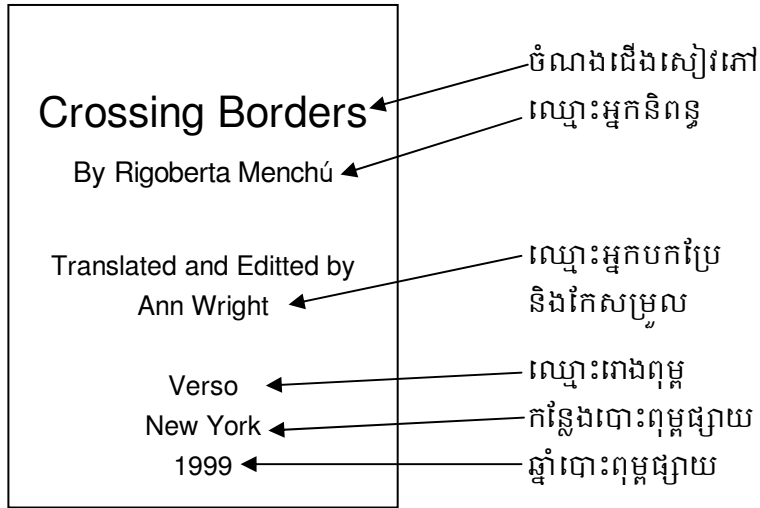 Crossing Borders
By Rigoberta Menchú
Translated and Editted by
Ann Wright
Verso
New York
1999
ចំណងជើងសៀវភៅ
ឈ្មោះអ្នកនិពន្ធ
ឈ្មោះអ្នកបកប្រែ
និងកែសម្រួល
ឈ្មោះរោងពុម្ព
កន្លែងបោះពុម្ពផ្សាយ
ឆ្នាំបោះពុម្ពផ្សាយ